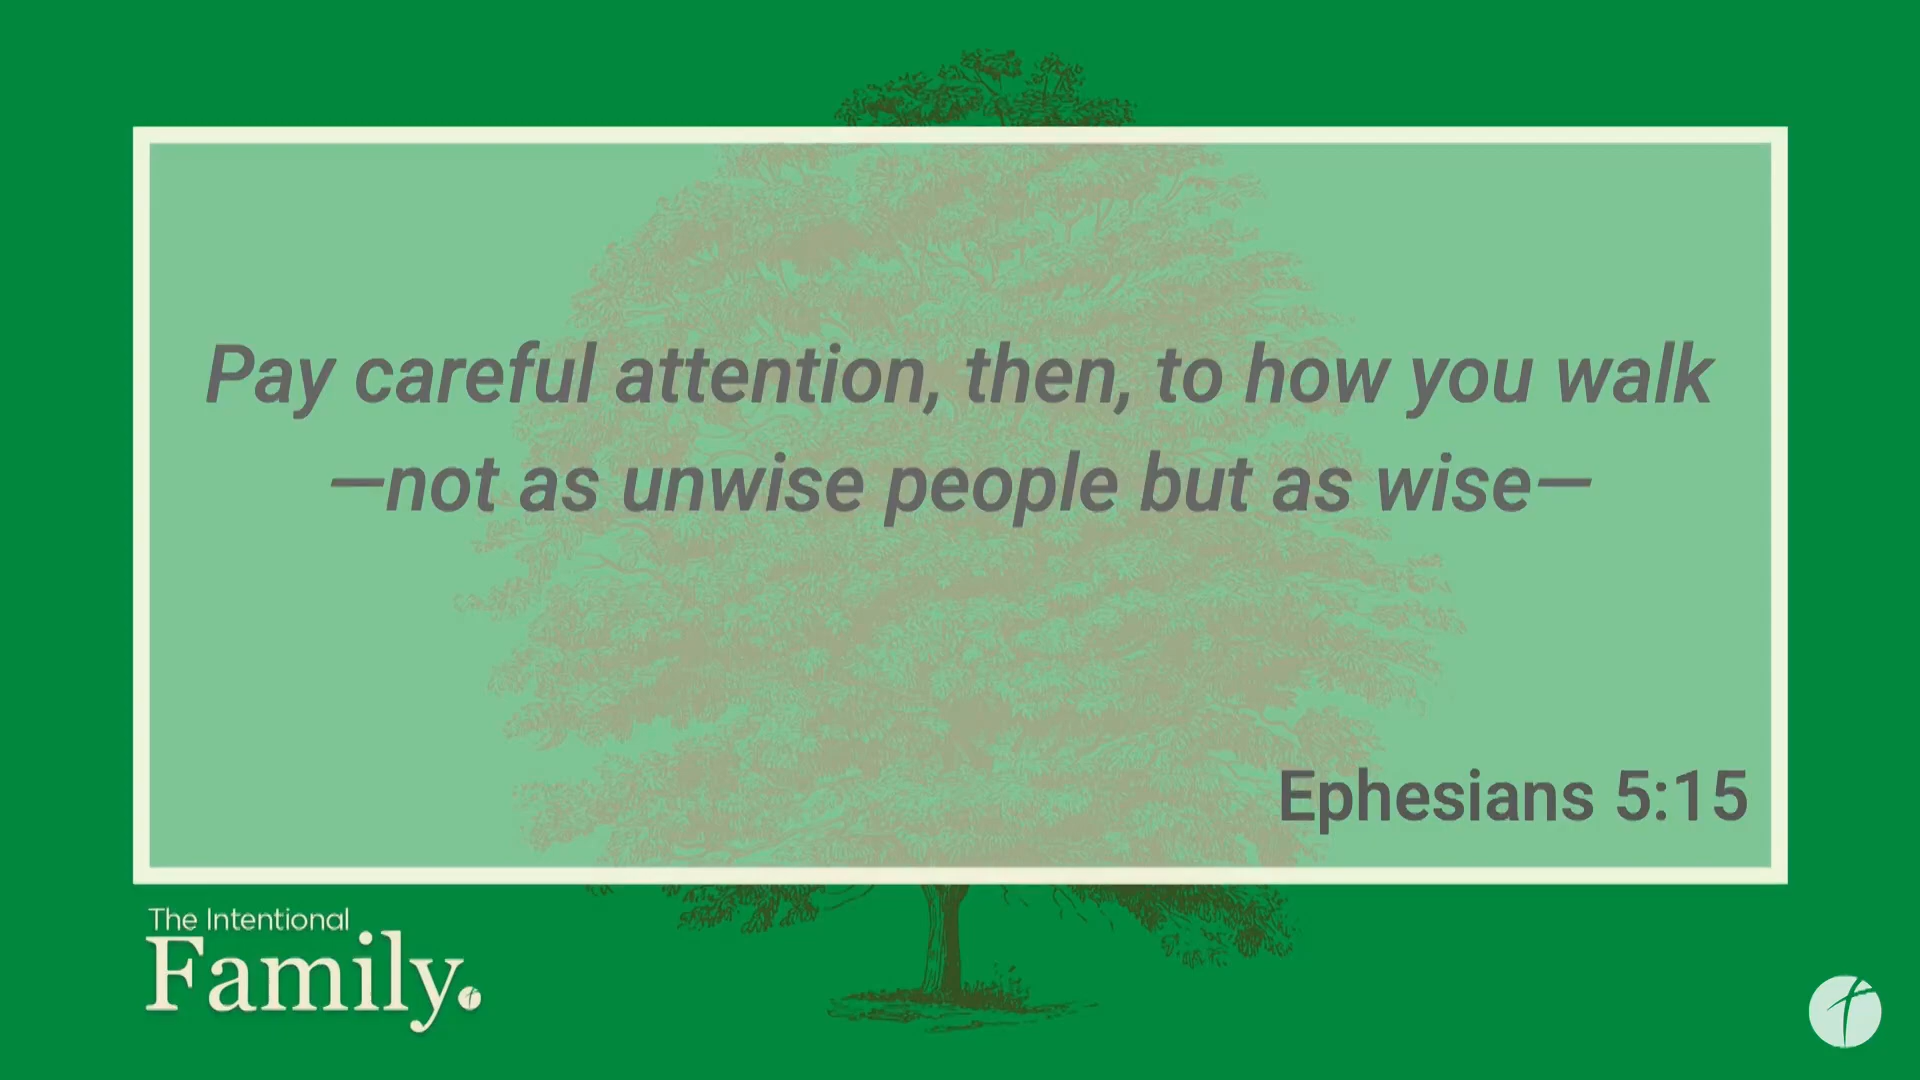 Pay careful attention, then, to how you walk
—not as unwise people but as wise—
Ephesians 5:15
The Intentional
Family.